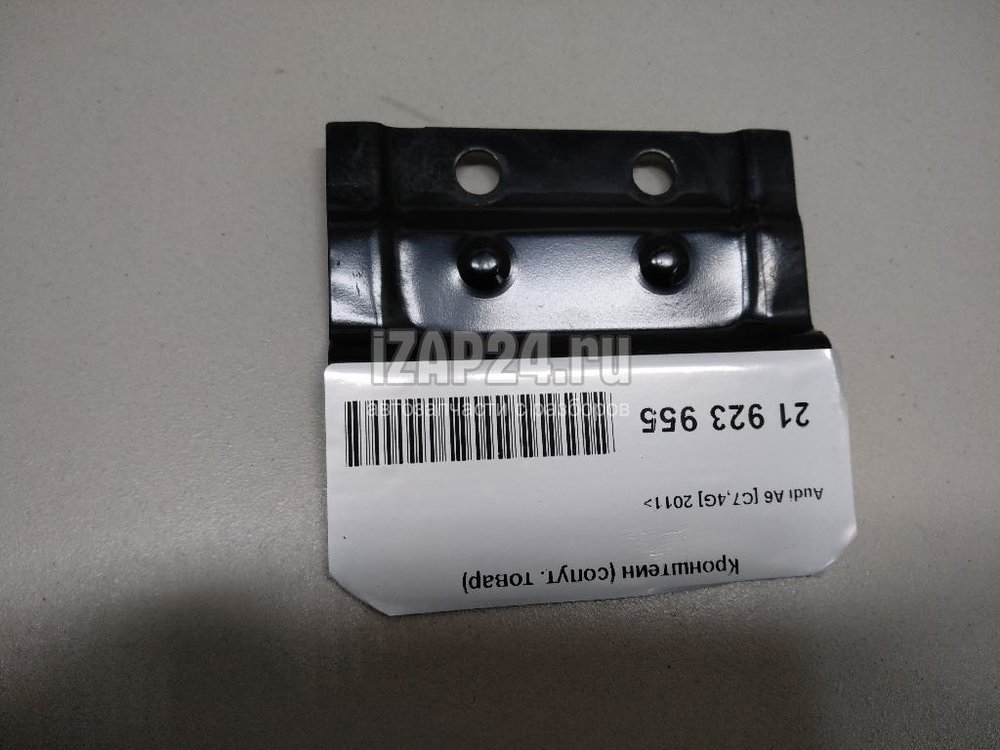 iZAP24.ru
автозапчасти с разборов
Кронштейн (сопут. товар)
Audi A6 [C7,4G] 2011>
21 923 955